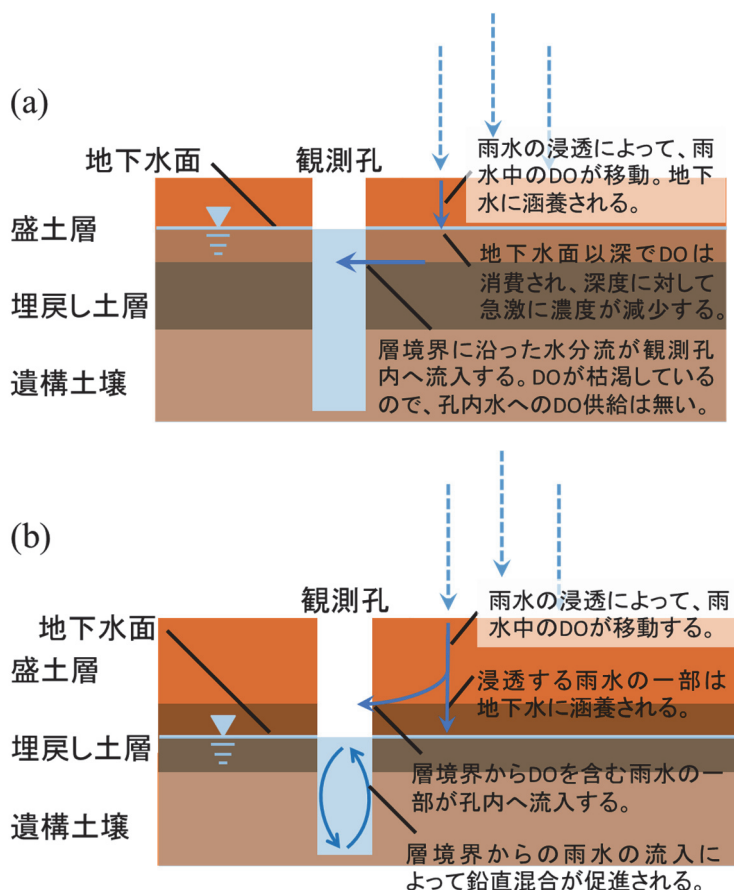 (a)
地下水面
観測孔
雨水の浸透によって、雨
水中のDOが移動。地下
水に涵養される。
盛土層
地下水面以深でDOは
消費され、深度に対して
急激に濃度が減少する。
埋戻し土層
層境界に沿った水分流が観測孔
内へ流入する。DOが枯渇している
ので、孔内水へのDO供給は無い。
遺構土壌
(b)
観測孔
雨水の浸透によって、雨
水中のDOが移動する。
地下水面
盛土層
浸透する雨水の一部は
地下水に涵養される。
埋戻し土層
層境界からDOを含む雨水の一
部が孔内へ流入する。
遺構土壌
層境界からの雨水の流入によ
って鉛直混合が促進される。